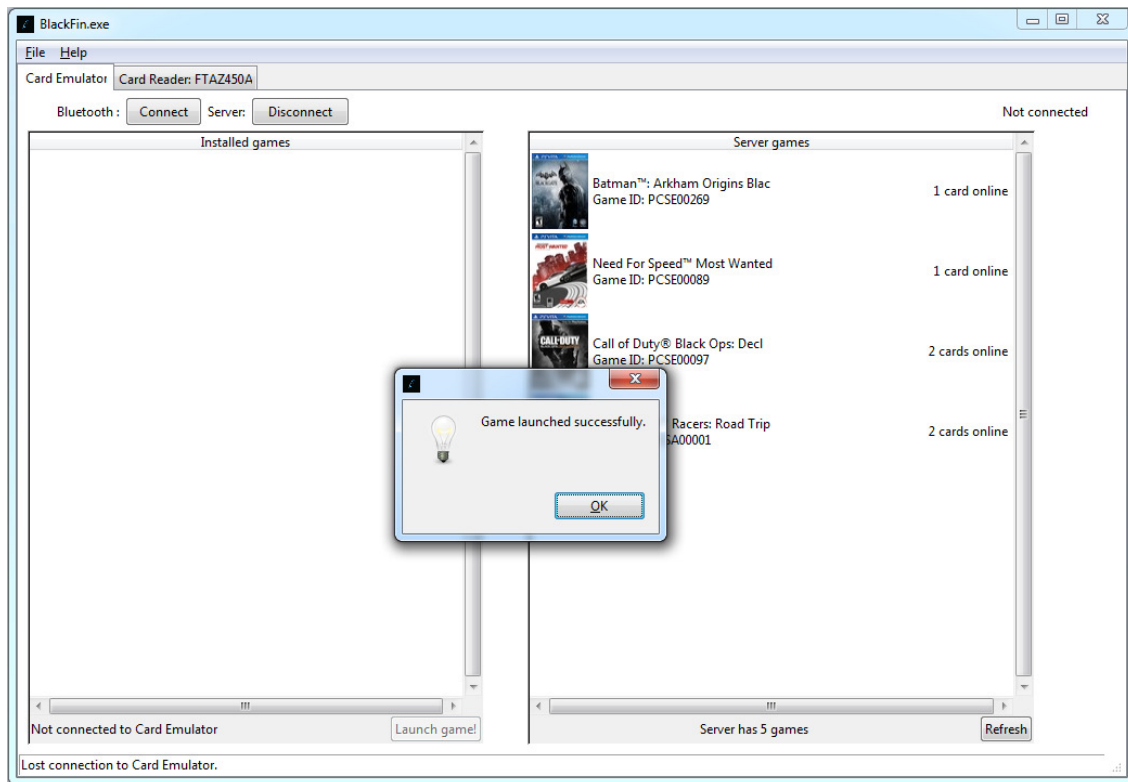 BlackFin.exe
File Help
Card Emulator Card Reader: FTAZ450A
Bluetooth : Connect Server: Disconnect Not connected
Installed games
Server games
Batman™: Arkham Origins Blac
Game ID: PCSE00269
1 card online
Need For Speed™ Most Wanted
Game ID: PCSE00089
1 card online
CALL·DUTY
Call of Duty® Black Ops: Decl
Game ID: PCSE00097
2 cards online
Racers: Road Trip
SA00001
2 cards online
Game launched successfully.
OK
Not connected to Card Emulator Launch game!
Server has 5 games Refresh
Lost connection to Card Emulator.